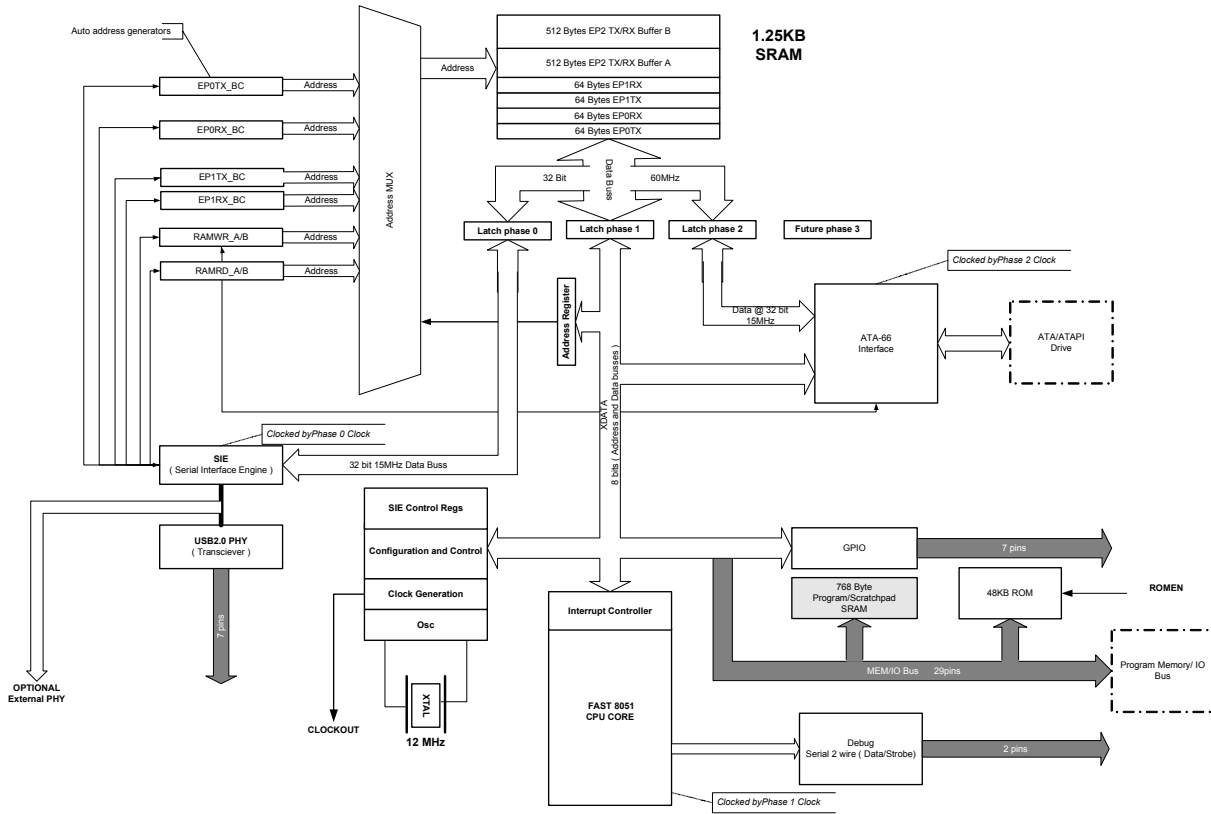 Auto address generators
512 Bytes EP2 TX/RX Buffer B
1.25KB
SRAM
512 Bytes EP2 TX/RX Buffer A
Address
64 Bytes EP1RX
64 Bytes EP1TX
64 Bytes EP0RX
64 Bytes EP0TX
EP0TX_BC
Address
EP0RX_BC
Address
EP1TX_BC
Address
EP1RX_BC
Address
RAMWR_A/B
Address
RAMRD_A/B
Address
Address MUX
32 Bit
Data Buss
60MHz
Latch phase 0
Latch phase 1
Latch phase 2
Future phase 3
Clocked byPhase 2 Clock
Address Register
Data @ 32 bit
15MHz
ATA-66
Interface
ATA/ATAPI
Drive
XDATA
8 bits ( Address and Data busses )
Clocked byPhase 0 Clock
SIE
( Serial Interface Engine )
32 bit 15MHz Data Buss
USB2.0 PHY
( Transciever )
7 pins
OPTIONAL
External PHY
SIE Control Regs
Configuration and Control
Clock Generation
Osc
XTAL
12 MHz
CLOCKOUT
Interrupt Controller
FAST 8051
CPU CORE
GPIO
7 pins
768 Byte
Program/Scratchpad
SRAM
48KB ROM
ROMEN
MEM/IO Bus 29pins
Program Memory/ IO
Bus
Debug
Serial 2 wire ( Data/Strobe)
2 pins
Clocked byPhase 1 Clock